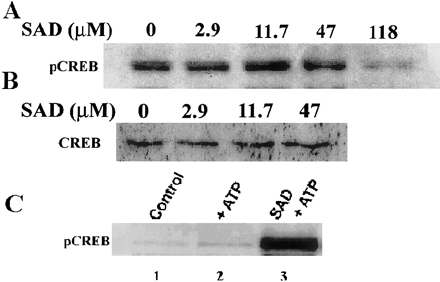 A
SAD (μM) 0 2.9 11.7 47 118
pCREB
B
SAD (μM) 0 2.9 11.7 47
CREB
C
Control + ATP SAD + ATP
pCREB
1 2 3